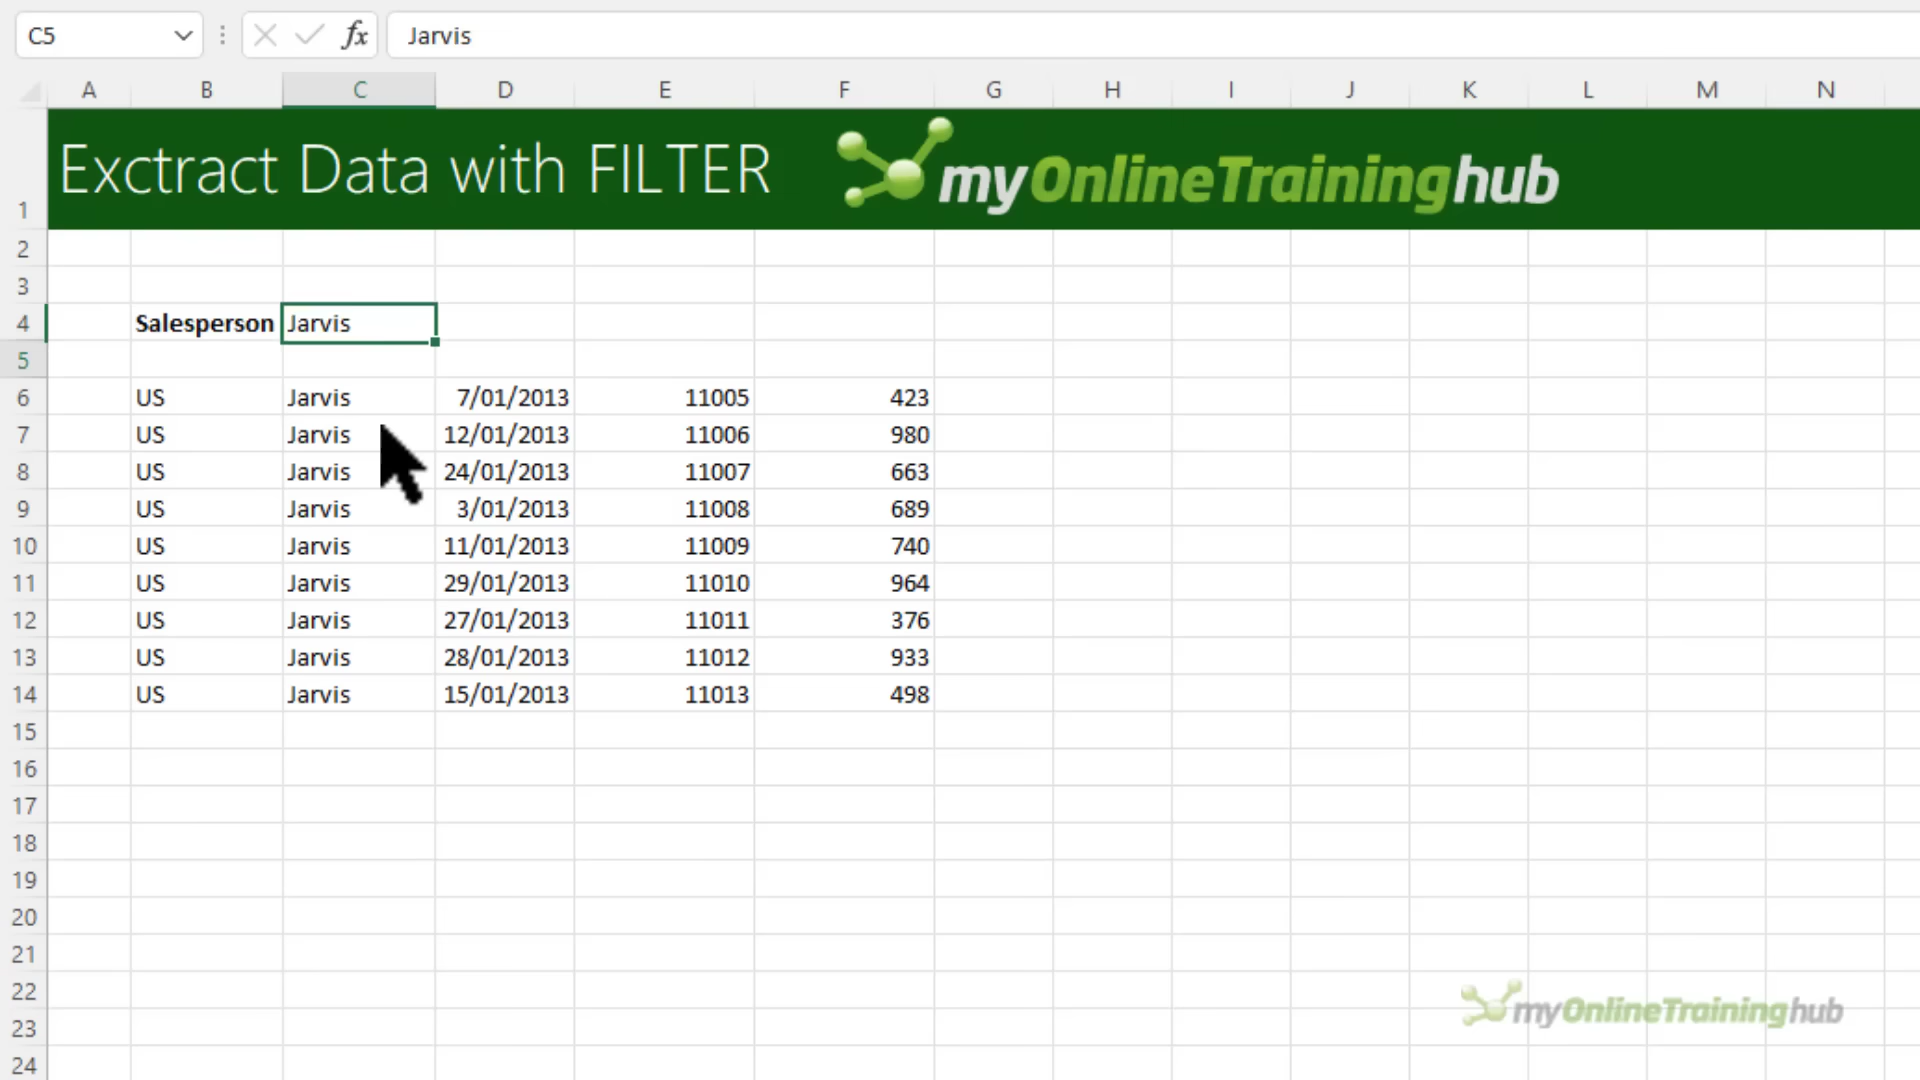 C5 fx Jarvis
A B C D E F G H I J K L M N
1 Exctract Data with FILTER myOnlineTraininghub
2
3
4 Salesperson Jarvis
5
6 US Jarvis 7/01/2013 11005 423
7 US Jarvis 12/01/2013 11006 980
8 US Jarvis 24/01/2013 11007 663
9 US Jarvis 3/01/2013 11008 689
10 US Jarvis 11/01/2013 11009 740
11 US Jarvis 29/01/2013 11010 964
12 US Jarvis 27/01/2013 11011 376
13 US Jarvis 28/01/2013 11012 933
14 US Jarvis 15/01/2013 11013 498
15
16
17
18
19
20
21
22
myOnlineTraininghub
23
24